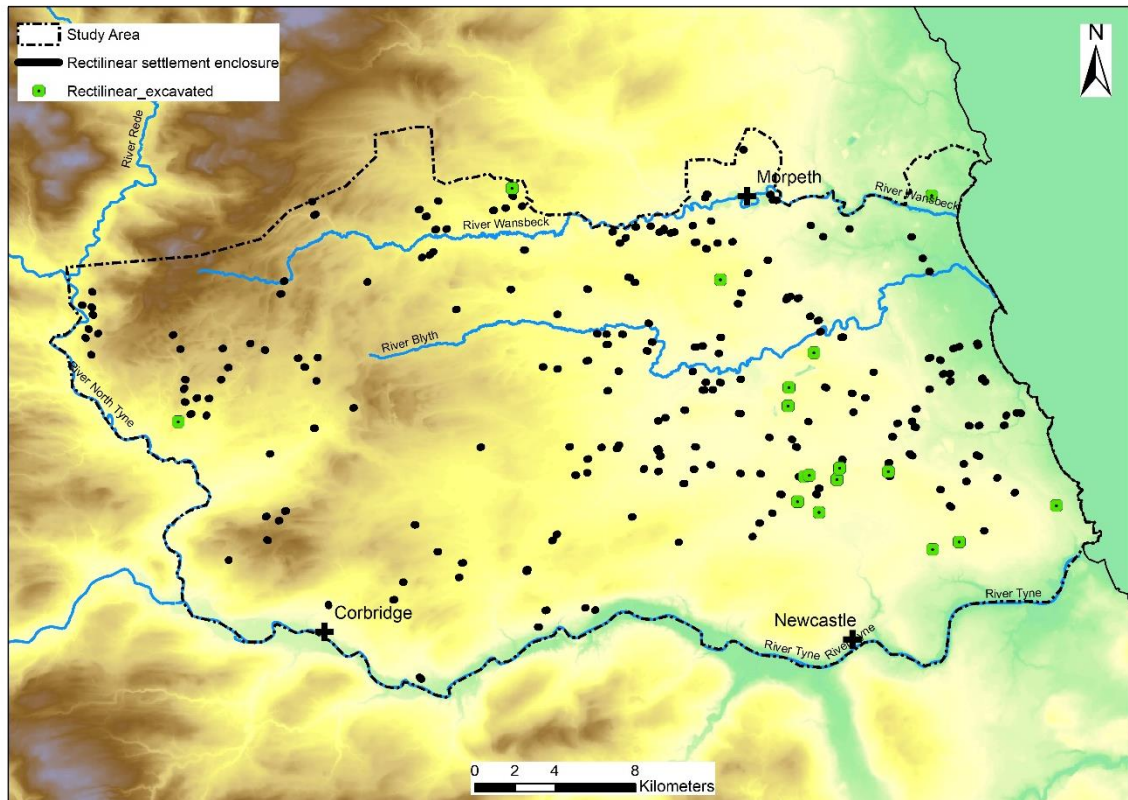 Study Area
Rectilinear settlement enclosure
Rectilinear_excavated
N
River Rede
Morpeth
River Wansbeck
River Wansbeck
River Blyth
River North Tyne
Corbridge
Newcastle
River Tyne
River Tyne
River Tyne
0 2 4 8
Kilometers